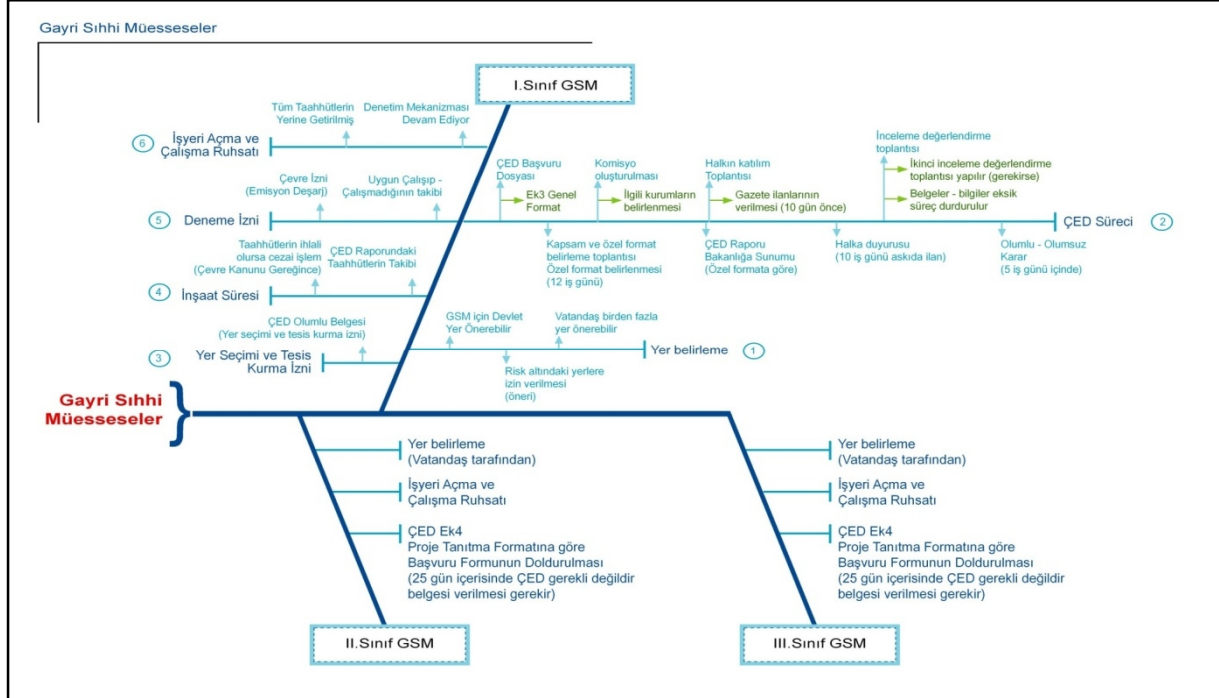 Gayri Sıhhi Müesseseler
I.Sınıf GSM
Tüm Taahhütlerin
Yerine Getirilmiş
Denetim Mekanizması
Devam Ediyor
6
İşyeri Açma ve
Çalışma Ruhsatı
Çevre İzni
(Emisyon Deşarj)
Uygun Çalışıp -
Çalışmadığının takibi
5
Deneme İzni
ÇED Başvuru
Dosyası
Ek3 Genel
Format
Komisyo
oluşturulması
İlgili kurumların
belirlenmesi
Halkın katılım
Toplantısı
Gazete ilanlarının
verilmesi (10 gün önce)
İnceleme değerlendirme
toplantısı
İkinci inceleme değerlendirme
toplantısı yapılır (gerekirse)
Belgeler - bilgiler eksik
süreç durdurulur
ÇED Süreci
2
Kapsam ve özel format
belirleme toplantısı
Özel format belirlenmesi
(12 iş günü)
ÇED Raporu
Bakanlığa Sunumu
(Özel formata göre)
Halka duyurusu
(10 iş günü askıda ilan)
Olumlu - Olumsuz
Karar
(5 iş günü içinde)
Taahhütlerin ihlali
olursa cezai işlem
(Çevre Kanunu Gereğince)
ÇED Raporundaki
Taahhütlerin Takibi
4
İnşaat Süresi
ÇED Olumlu Belgesi
(Yer seçimi ve tesis kurma izni)
3
Yer Seçimi ve Tesis
Kurma İzni
GSM için Devlet
Yer Önerebilir
Vatandaş birden fazla
yer önerebilir
Yer belirleme
1
Risk altındaki yerlere
izin verilmesi
(öneri)
Gayri Sıhhi
Müesseseler
Yer belirleme
(Vatandaş tarafından)
İşyeri Açma ve
Çalışma Ruhsatı
ÇED Ek4
Proje Tanıtma Formatına göre
Başvuru Formunun Doldurulması
(25 gün içerisinde ÇED gerekli değildir
belgesi verilmesi gerekir)
II.Sınıf GSM
Yer belirleme
(Vatandaş tarafından)
İşyeri Açma ve
Çalışma Ruhsatı
ÇED Ek4
Proje Tanıtma Formatına göre
Başvuru Formunun Doldurulması
(25 gün içerisinde ÇED gerekli değildir
belgesi verilmesi gerekir)
III.Sınıf GSM